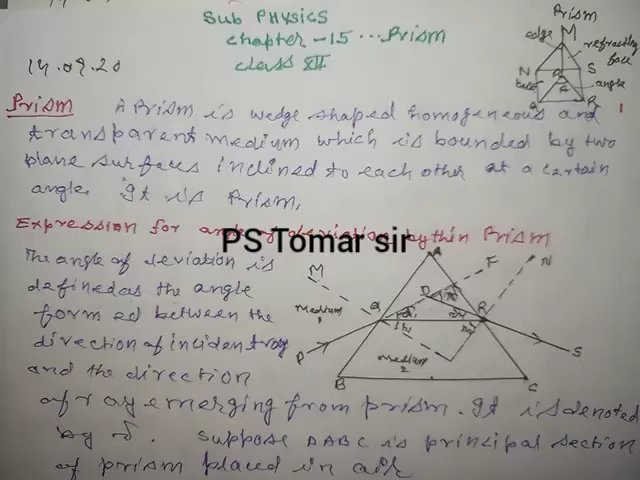 Sub PHYSICS
chapter -15 ... Prism
14.09.20
class XII
Prism
M
edge
refracting
face
N
S
base
angle
A
Q
R
Prism A Prism is wedge shaped homogeneous and
transparent medium which is bounded by two
plane surfaces inclined to each other at a certain
angle. It is Prism.
Expression for angle of deviation by thin Prism
PS Tomar sir
The angle of deviation is
defined as the angle
form ed between the
direction of incident ray
and the direction
of ray emerging from prism. It is denoted
by δ. Suppose ABC is principal section
of prism placed in air
A
F
N
M
D
medium
Q
R
P
medium
2
S
B
C